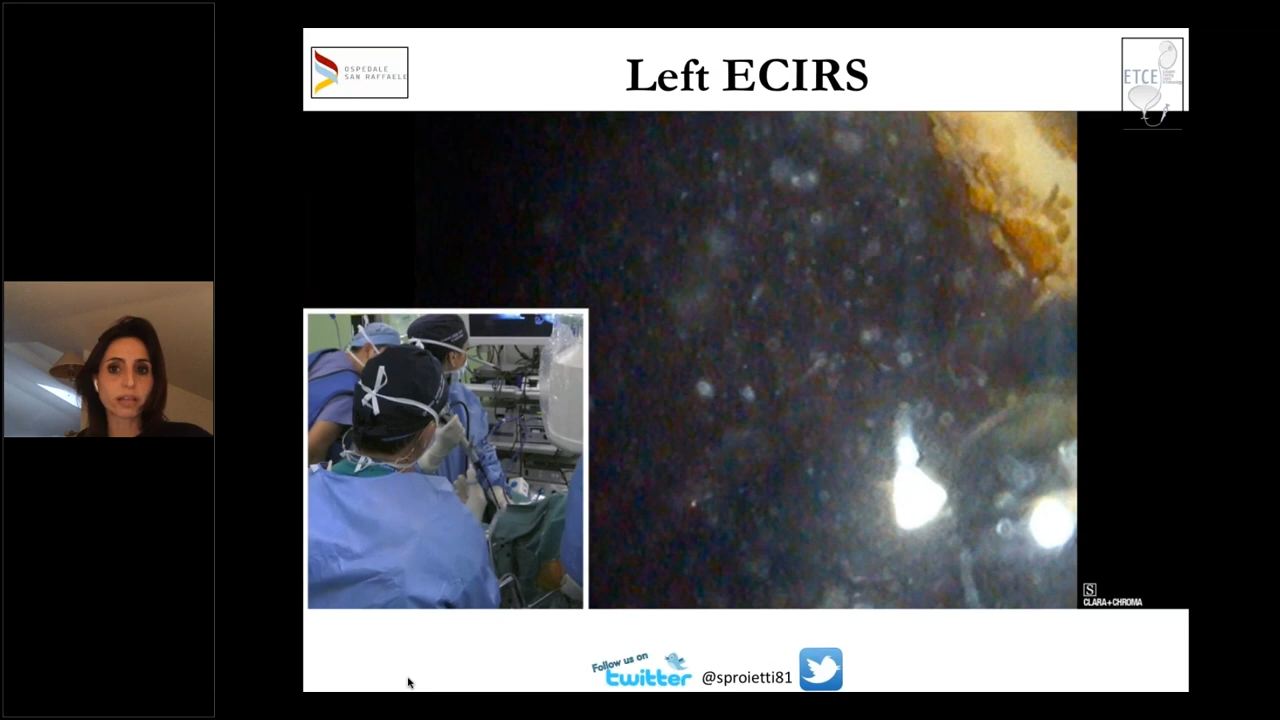 OSPEDALE
SAN RAFFAELE
Left ECIRS
ETCE
S
CLARA+CHROMA
Follow us on
twitter
@sproietti81